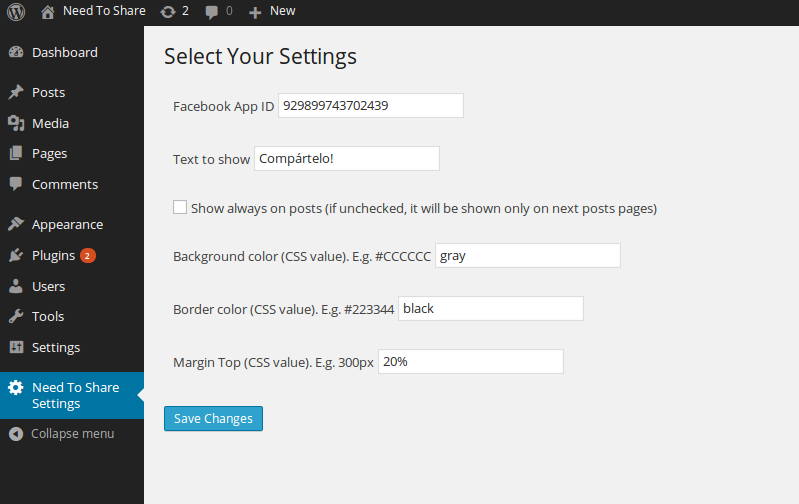 Need To Share 2 0 New
Dashboard
Posts
Media
Pages
Comments
Appearance
Plugins 2
Users
Tools
Settings
Need To Share
Settings
Collapse menu
Select Your Settings
Facebook App ID 929899743702439
Text to show Compártelo!
Show always on posts (if unchecked, it will be shown only on next posts pages)
Background color (CSS value). E.g. #CCCCCC gray
Border color (CSS value). E.g. #223344 black
Margin Top (CSS value). E.g. 300px 20%
Save Changes